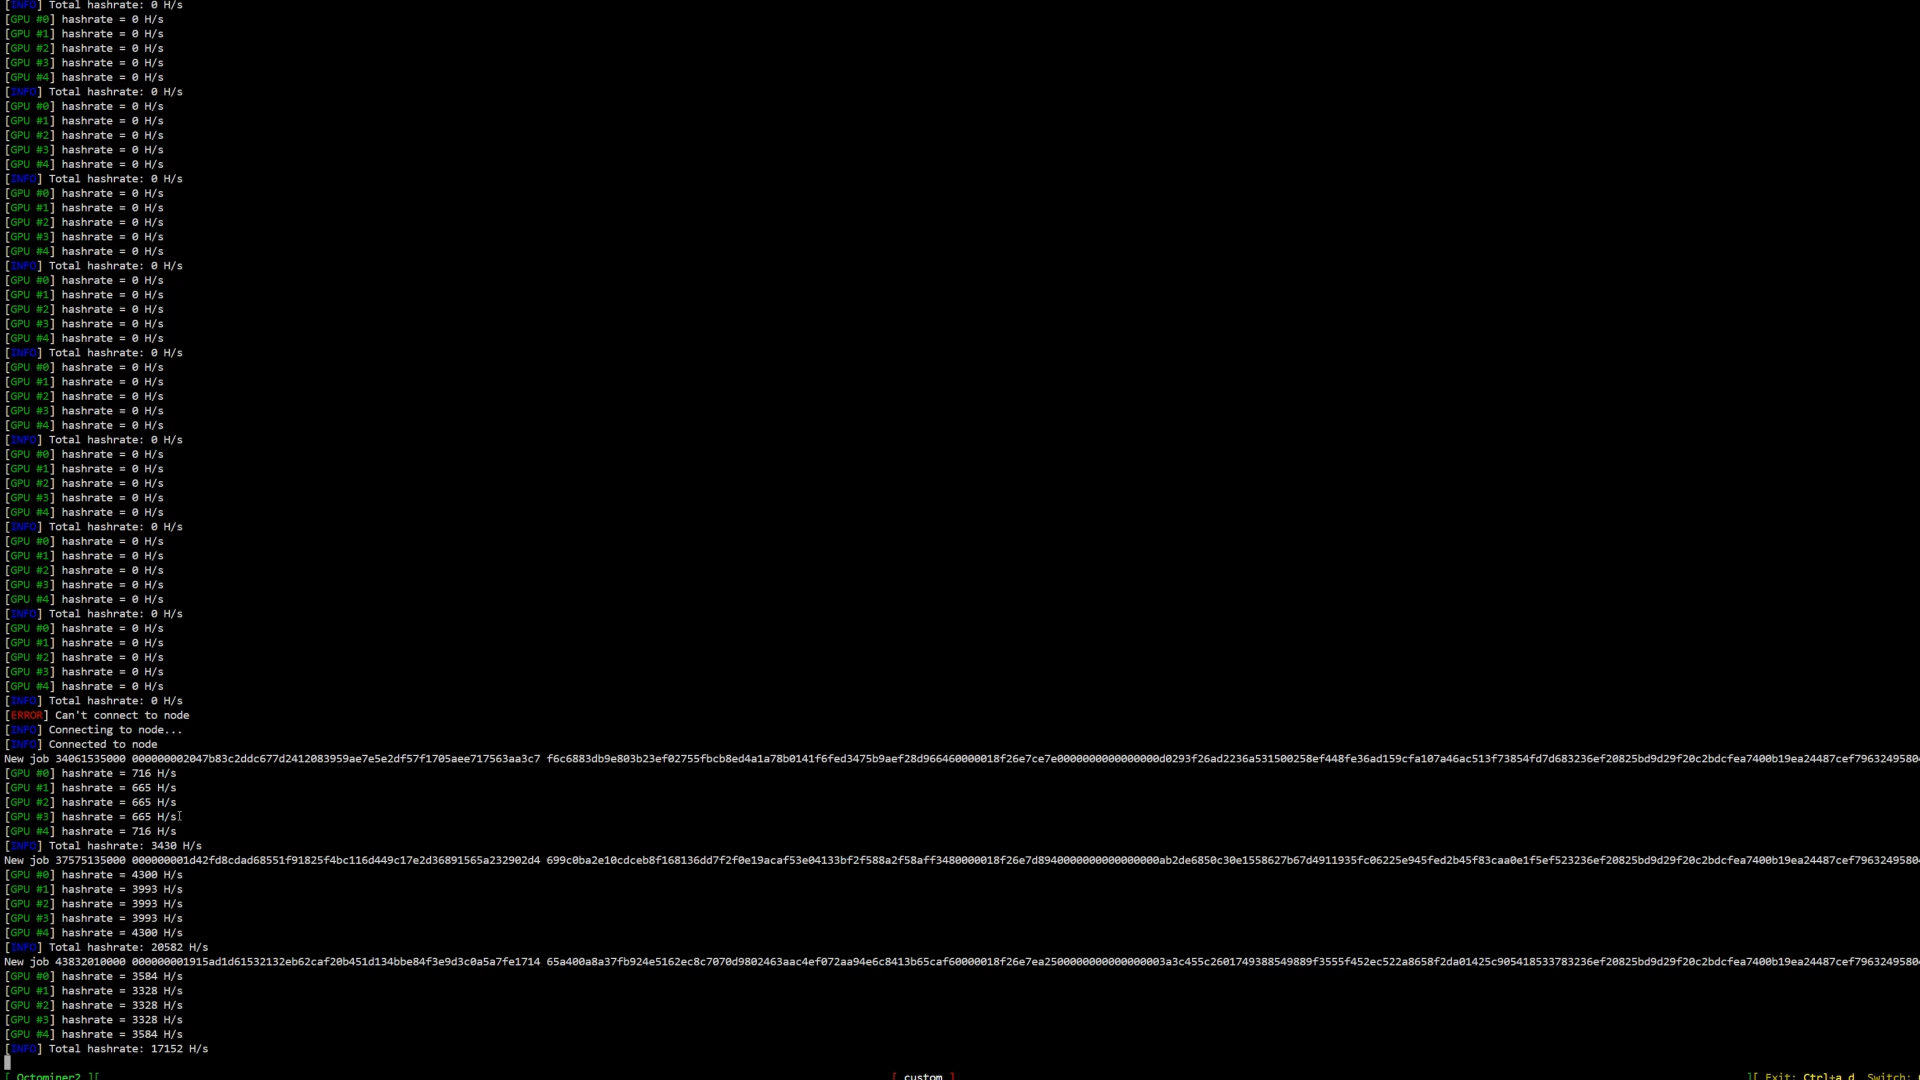 [INFO] Total hashrate: 0 H/s
[GPU #0] hashrate = 0 H/s
[GPU #1] hashrate = 0 H/s
[GPU #2] hashrate = 0 H/s
[GPU #3] hashrate = 0 H/s
[GPU #4] hashrate = 0 H/s
[INFO] Total hashrate: 0 H/s
[GPU #0] hashrate = 0 H/s
[GPU #1] hashrate = 0 H/s
[GPU #2] hashrate = 0 H/s
[GPU #3] hashrate = 0 H/s
[GPU #4] hashrate = 0 H/s
[INFO] Total hashrate: 0 H/s
[GPU #0] hashrate = 0 H/s
[GPU #1] hashrate = 0 H/s
[GPU #2] hashrate = 0 H/s
[GPU #3] hashrate = 0 H/s
[GPU #4] hashrate = 0 H/s
[INFO] Total hashrate: 0 H/s
[GPU #0] hashrate = 0 H/s
[GPU #1] hashrate = 0 H/s
[GPU #2] hashrate = 0 H/s
[GPU #3] hashrate = 0 H/s
[GPU #4] hashrate = 0 H/s
[INFO] Total hashrate: 0 H/s
[GPU #0] hashrate = 0 H/s
[GPU #1] hashrate = 0 H/s
[GPU #2] hashrate = 0 H/s
[GPU #3] hashrate = 0 H/s
[GPU #4] hashrate = 0 H/s
[INFO] Total hashrate: 0 H/s
[GPU #0] hashrate = 0 H/s
[GPU #1] hashrate = 0 H/s
[GPU #2] hashrate = 0 H/s
[GPU #3] hashrate = 0 H/s
[GPU #4] hashrate = 0 H/s
[INFO] Total hashrate: 0 H/s
[GPU #0] hashrate = 0 H/s
[GPU #1] hashrate = 0 H/s
[GPU #2] hashrate = 0 H/s
[GPU #3] hashrate = 0 H/s
[GPU #4] hashrate = 0 H/s
[INFO] Total hashrate: 0 H/s
[GPU #0] hashrate = 0 H/s
[GPU #1] hashrate = 0 H/s
[GPU #2] hashrate = 0 H/s
[GPU #3] hashrate = 0 H/s
[GPU #4] hashrate = 0 H/s
[INFO] Total hashrate: 0 H/s
[ERROR] Can't connect to node
[INFO] Connecting to node...
[INFO] Connected to node
New job 34061535000
[GPU #0] hashrate = 716 H/s
[GPU #1] hashrate = 665 H/s
[GPU #2] hashrate = 665 H/s
[GPU #3] hashrate = 665 H/s
[GPU #4] hashrate = 716 H/s
[INFO] Total hashrate: 3430 H/s
New job 37575135000
[GPU #0] hashrate = 4300 H/s
[GPU #1] hashrate = 3993 H/s
[GPU #2] hashrate = 3993 H/s
[GPU #3] hashrate = 3993 H/s
[GPU #4] hashrate = 4300 H/s
[INFO] Total hashrate: 20582 H/s
New job 43832010000
[GPU #0] hashrate = 3584 H/s
[GPU #1] hashrate = 3328 H/s
[GPU #2] hashrate = 3328 H/s
[GPU #3] hashrate = 3328 H/s
[GPU #4] hashrate = 3584 H/s
[INFO] Total hashrate: 17152 H/s
[ Octominer2 ][ [ custom ] ][ Exit: Ctrl+a d Switch: